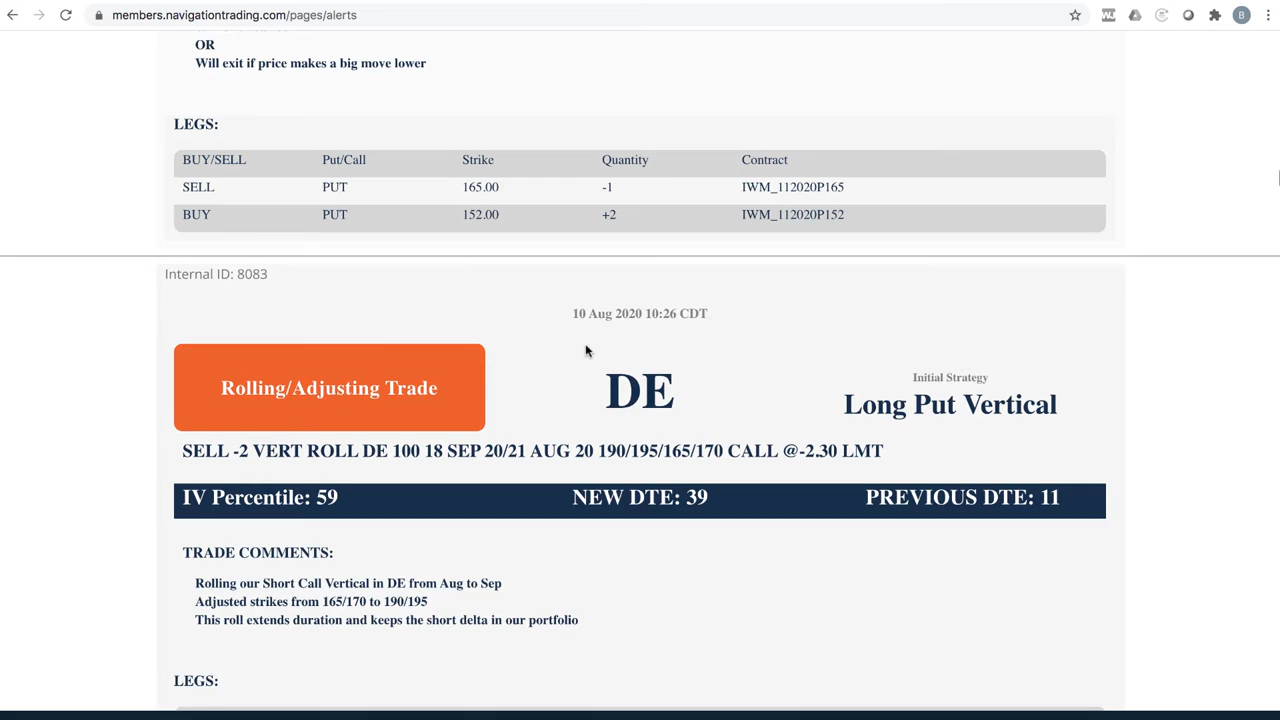 members.navigationtrading.com/pages/alerts
B
OR
Will exit if price makes a big move lower
LEGS:
BUY/SELL Put/Call Strike Quantity Contract
SELL PUT 165.00 -1 IWM_112020P165
BUY PUT 152.00 +2 IWM_112020P152
Internal ID: 8083
10 Aug 2020 10:26 CDT
Rolling/Adjusting Trade
DE
Initial Strategy
Long Put Vertical
SELL -2 VERT ROLL DE 100 18 SEP 20/21 AUG 20 190/195/165/170 CALL @-2.30 LMT
IV Percentile: 59 NEW DTE: 39 PREVIOUS DTE: 11
TRADE COMMENTS:
Rolling our Short Call Vertical in DE from Aug to Sep
Adjusted strikes from 165/170 to 190/195
This roll extends duration and keeps the short delta in our portfolio
LEGS: